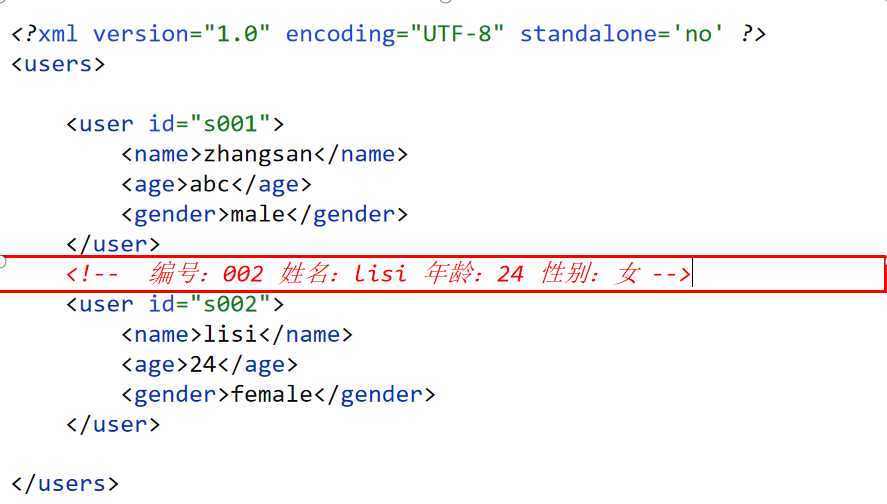 <?xml version="1.0" encoding="UTF-8" standalone='no' ?>
<users>
<user id="s001">
<name>zhangsan</name>
<age>abc</age>
<gender>male</gender>
</user>
<!--  编号：002 姓名：lisi 年龄：24 性别：女 -->
<user id="s002">
<name>lisi</name>
<age>24</age>
<gender>female</gender>
</user>
</users>